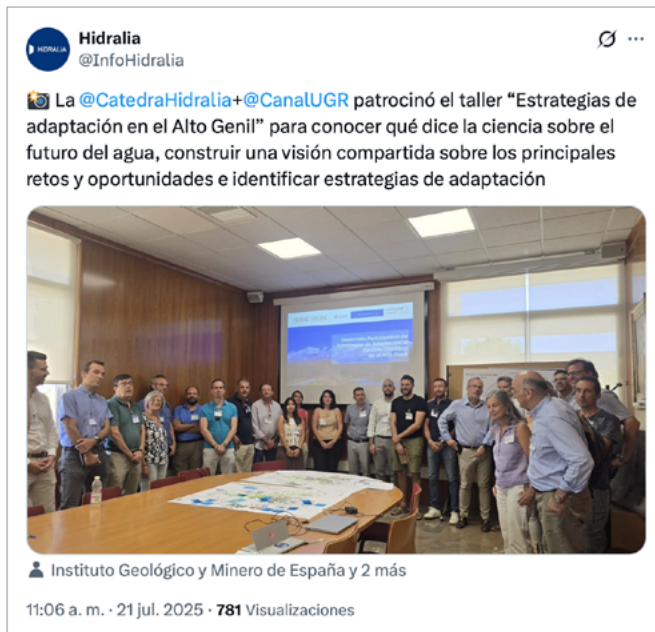 HIDRALIA
Hidralia
@InfoHidralia
La @CatedraHidralia+@CanalUGR patrocinó el taller “Estrategias de
adaptación en el Alto Genil” para conocer qué dice la ciencia sobre el
futuro del agua, construir una visión compartida sobre los principales
retos y oportunidades e identificar estrategias de adaptación
Instituto Geológico y Minero de España y 2 más
11:06 a. m. · 21 jul. 2025 · 781 Visualizaciones